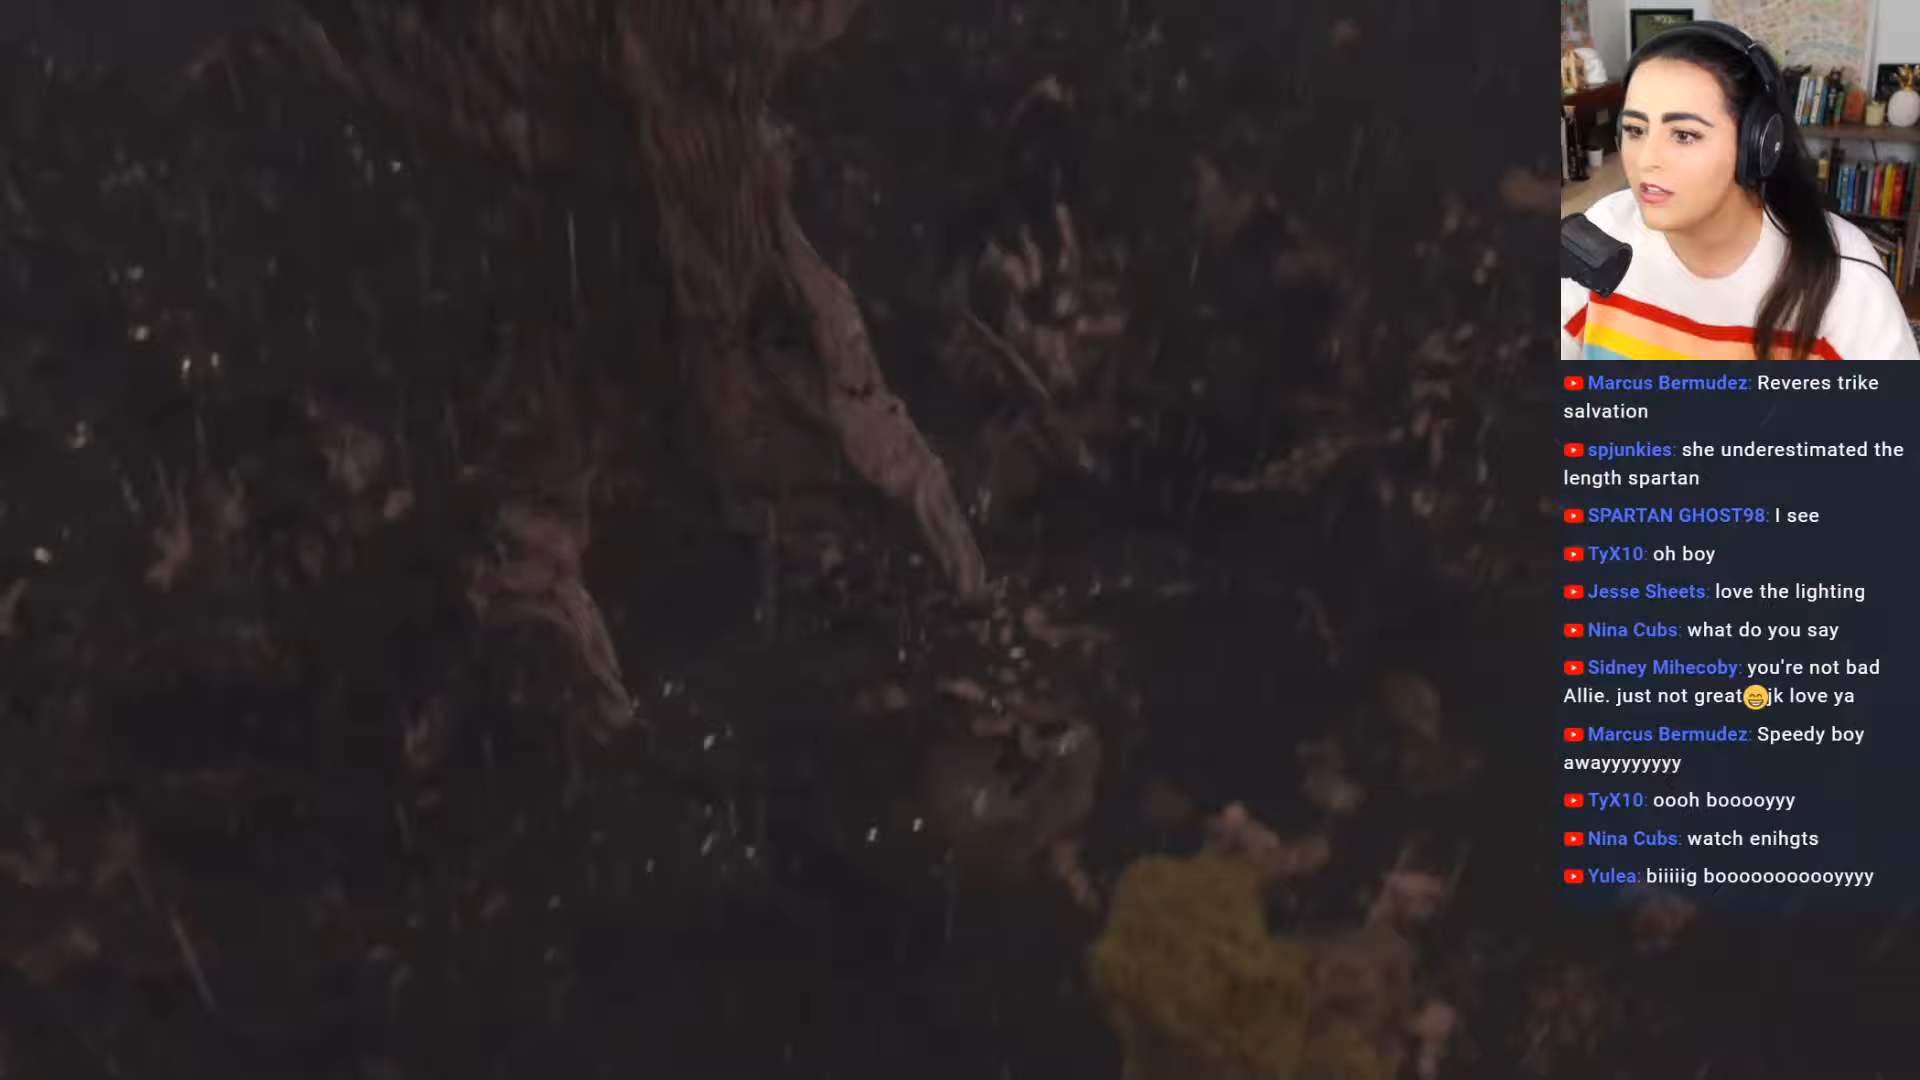 Marcus Bermudez: Reveres trike
salvation
spjunkies: she underestimated the
length spartan
SPARTAN GHOST98: I see
TyX10: oh boy
Jesse Sheets: love the lighting
Nina Cubs: what do you say
Sidney Mihecoby: you're not bad
Allie. just not great😁jk love ya
Marcus Bermudez: Speedy boy
awayyyyyyyy
TyX10: oooh booooyyy
Nina Cubs: watch enihgts
Yulea: biiiiig boooooooooooyyyy